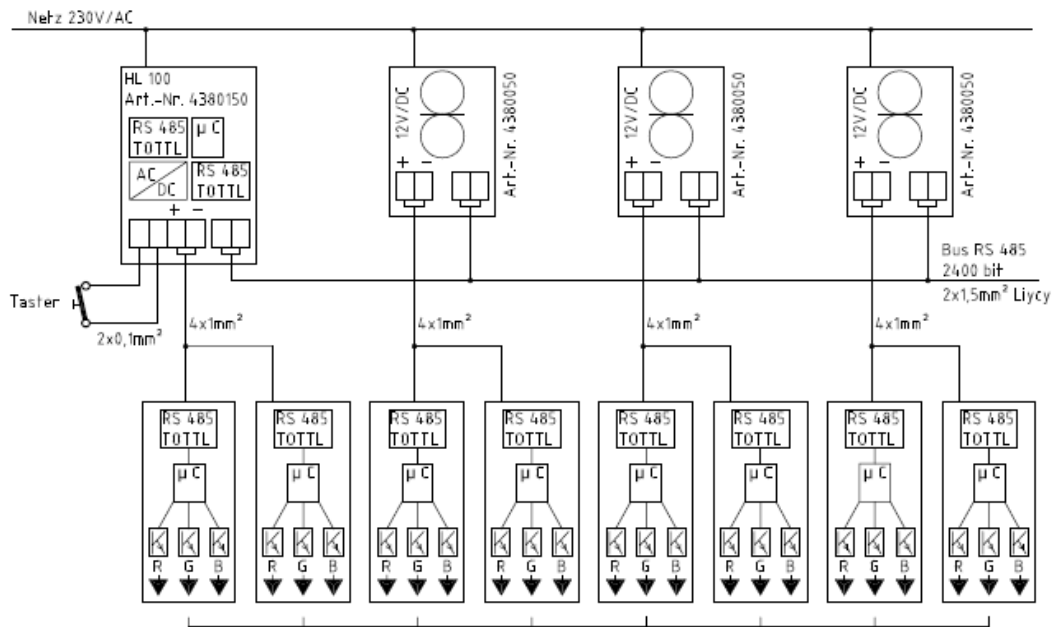 Netz 230V/AC
HL 100
Art.-Nr. 4380150
RS 485
TOTTL
µC
AC
DC
RS 485
TOTTL
+ −
12V/DC
+ −
Art.-Nr. 4380050
12V/DC
+ −
Art.-Nr. 4380050
12V/DC
+ −
Art.-Nr. 4380050
Bus RS 485
2400 bit
2x1,5mm² Liycy
Taster
2x0,1mm²
4x1mm²
4x1mm²
4x1mm²
4x1mm²
RS 485
TOTTL
µC
R G B
RS 485
TOTTL
µC
R G B
RS 485
TOTTL
µC
R G B
RS 485
TOTTL
µC
R G B
RS 485
TOTTL
µC
R G B
RS 485
TOTTL
µC
R G B
RS 485
TOTTL
µC
R G B
RS 485
TOTTL
µC
R G B